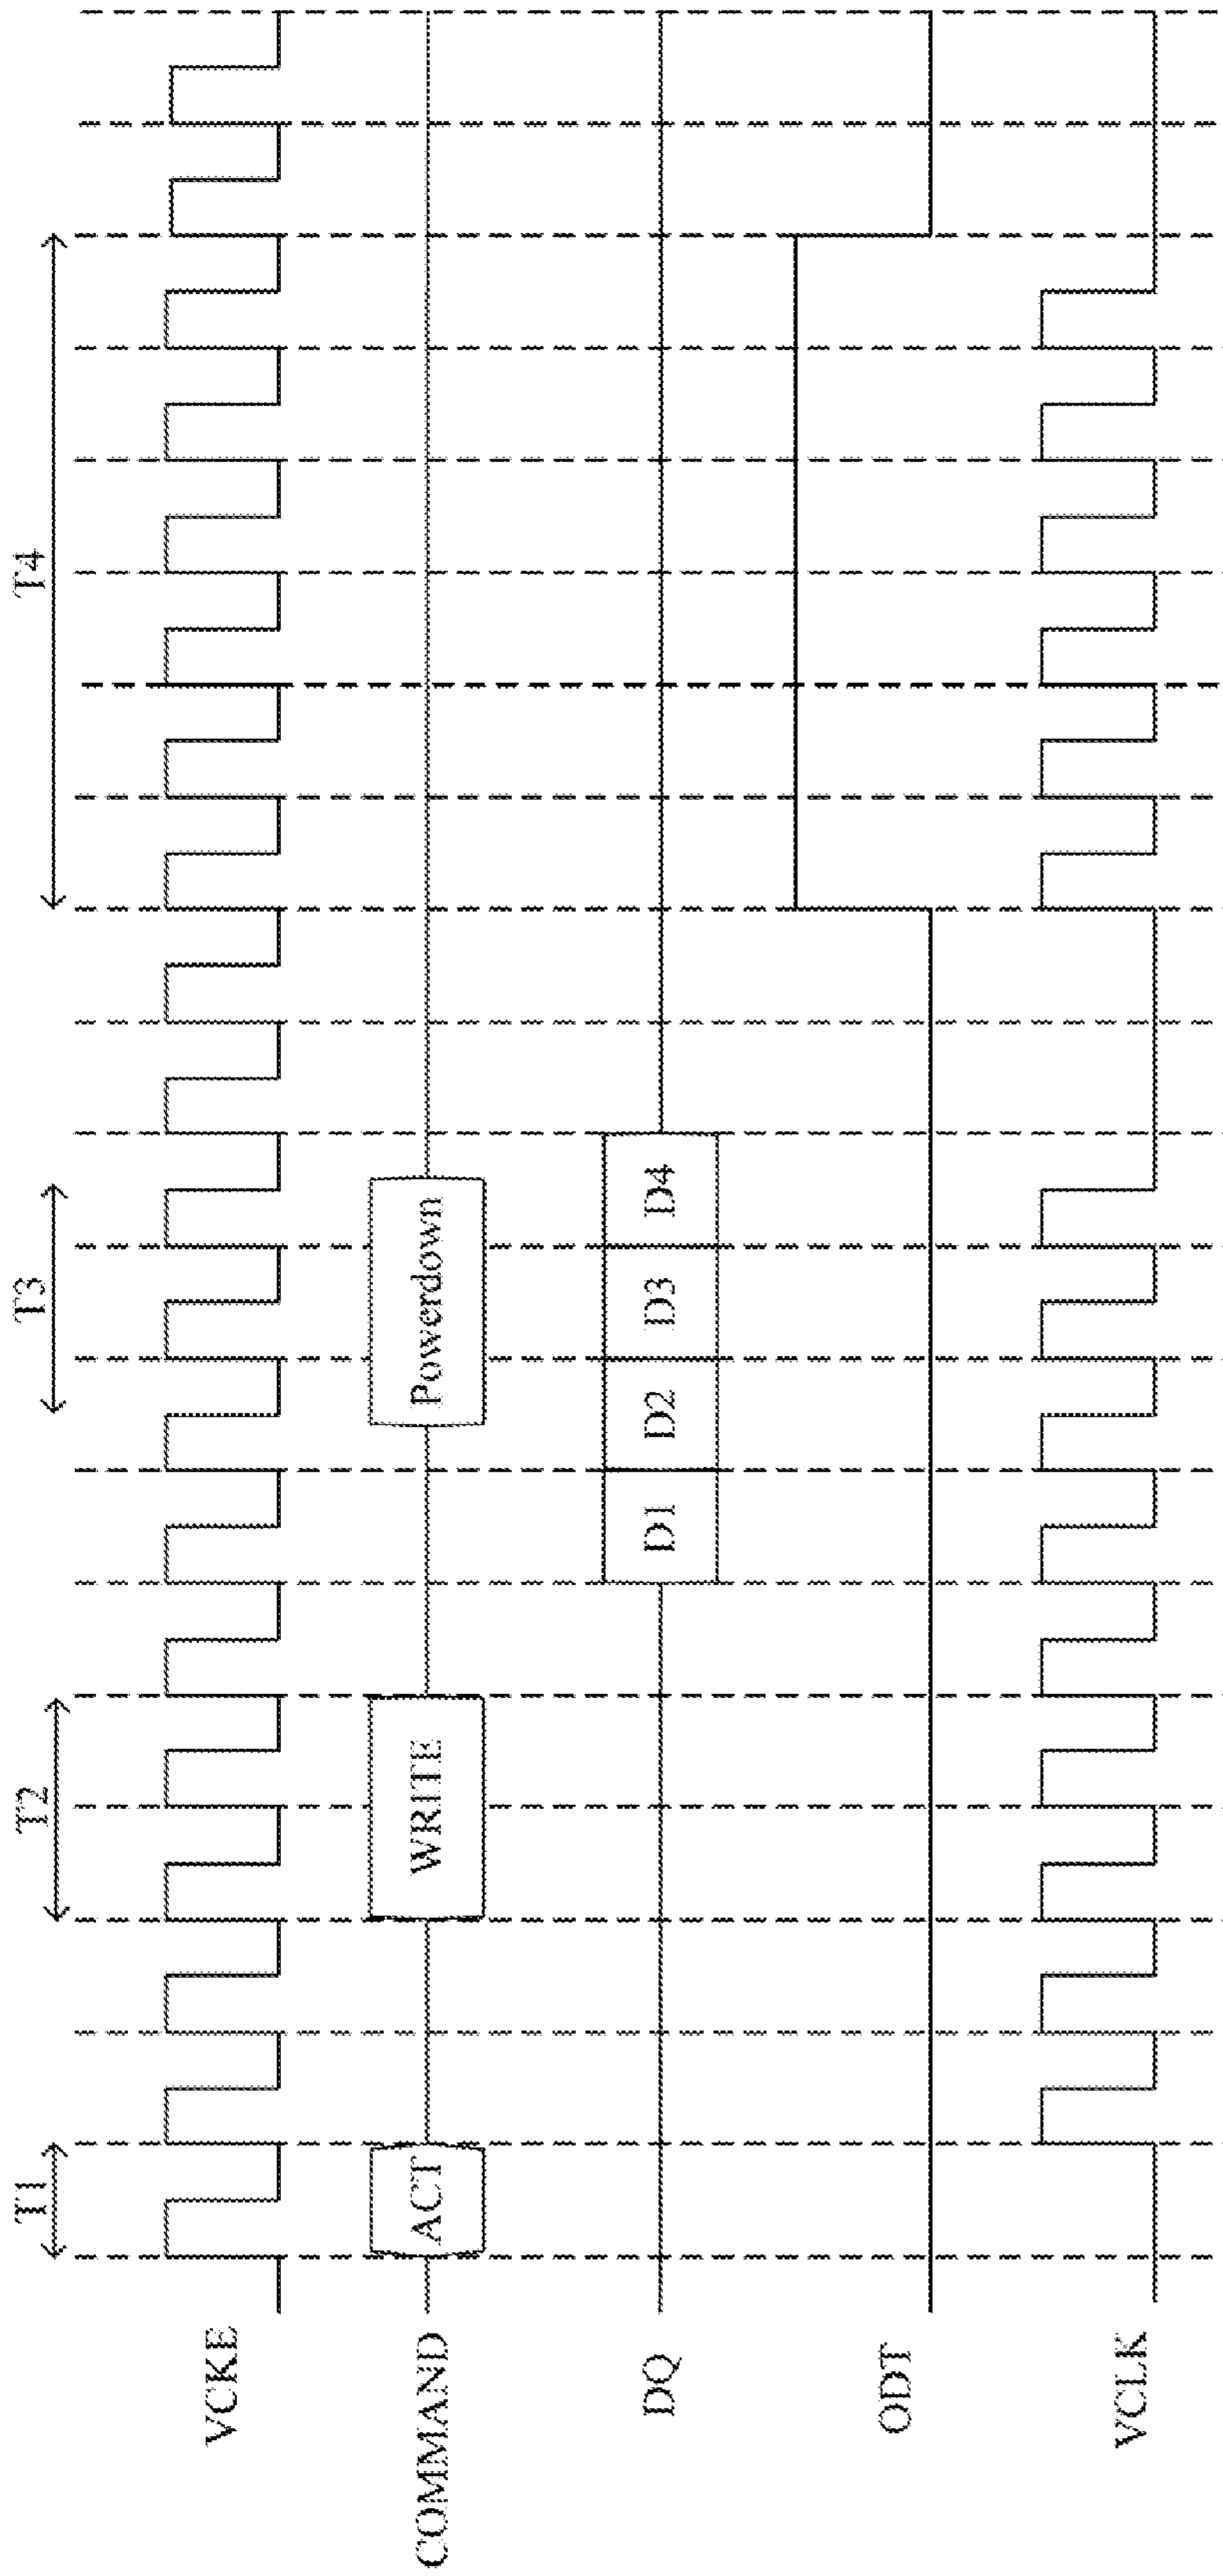 T1 T2 T3 T4
VCKE
COMMAND ACT WRITE Powerdown
DQ D1 D2 D3 D4
ODT
VCLK